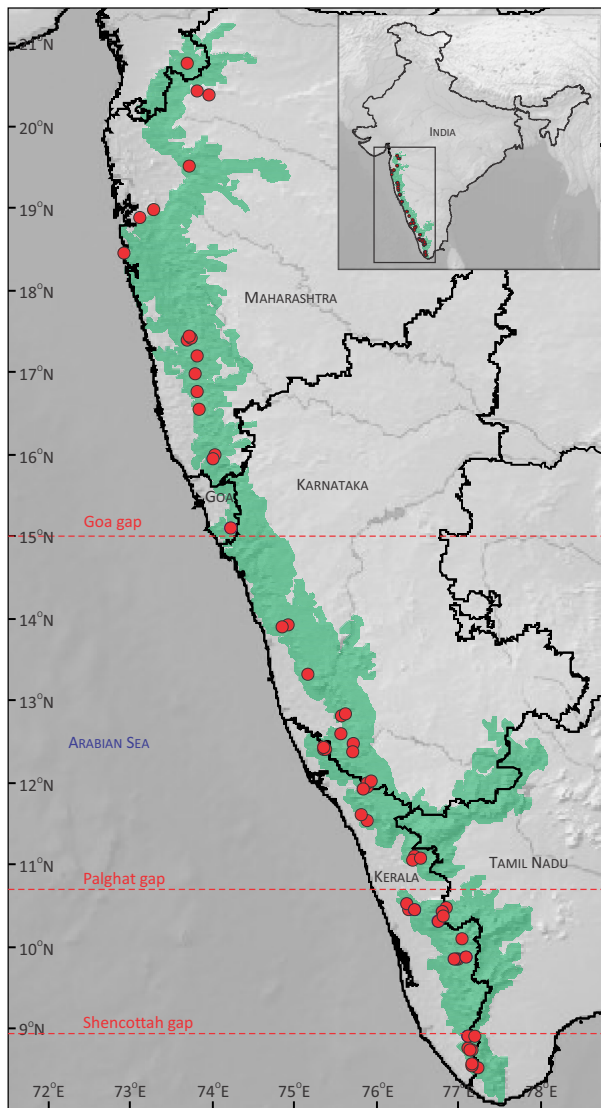 21°N
INDIA
20°N
19°N
18°N
MAHARASHTRA
17°N
16°N
KARNATAKA
GOA
Goa gap
15°N
14°N
13°N
ARABIAN SEA
12°N
11°N
KERALA
TAMIL NADU
Palghat gap
10°N
Shencottah gap
9°N
72°E 73°E 74°E 75°E 76°E 77°E 78°E